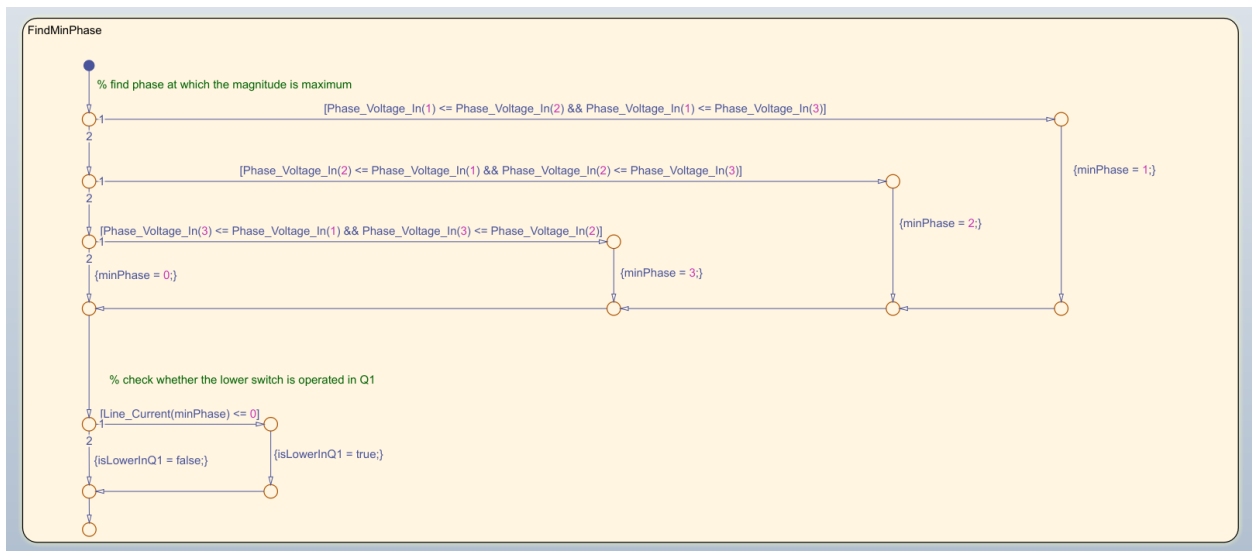 FindMinPhase
% find phase at which the magnitude is maximum
[Phase_Voltage_In(1) <= Phase_Voltage_In(2) && Phase_Voltage_In(1) <= Phase_Voltage_In(3)]
1
2
[Phase_Voltage_In(2) <= Phase_Voltage_In(1) && Phase_Voltage_In(2) <= Phase_Voltage_In(3)]
{minPhase = 1;}
1
2
{minPhase = 2;}
[Phase_Voltage_In(3) <= Phase_Voltage_In(1) && Phase_Voltage_In(3) <= Phase_Voltage_In(2)]
1
2
{minPhase = 0;}
{minPhase = 3;}
% check whether the lower switch is operated in Q1
[Line_Current(minPhase) <= 0]
1
2
{isLowerInQ1 = false;}
{isLowerInQ1 = true;}